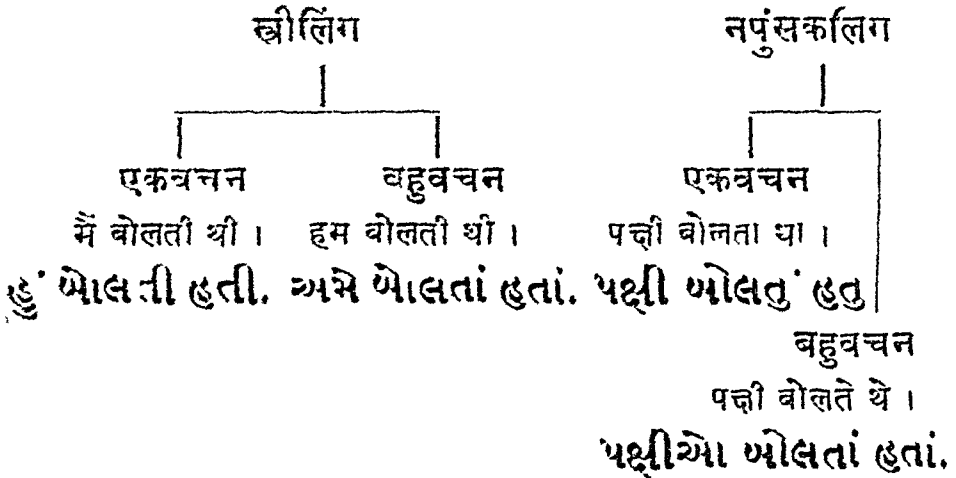 स्त्रीलिंग नपुंसकलिंग
एकवचन बहुवचन एकवचन
मैं बोलती थी । हम बोलती थी । पक्षी बोलता था ।
હું બોલતી હતી. અમે બોલતાં હતાં. પક્ષી બોલતું હતુ
बहुवचन
पक्षी बोलते थे ।
પક્ષીઓ બોલતાં હતાં.